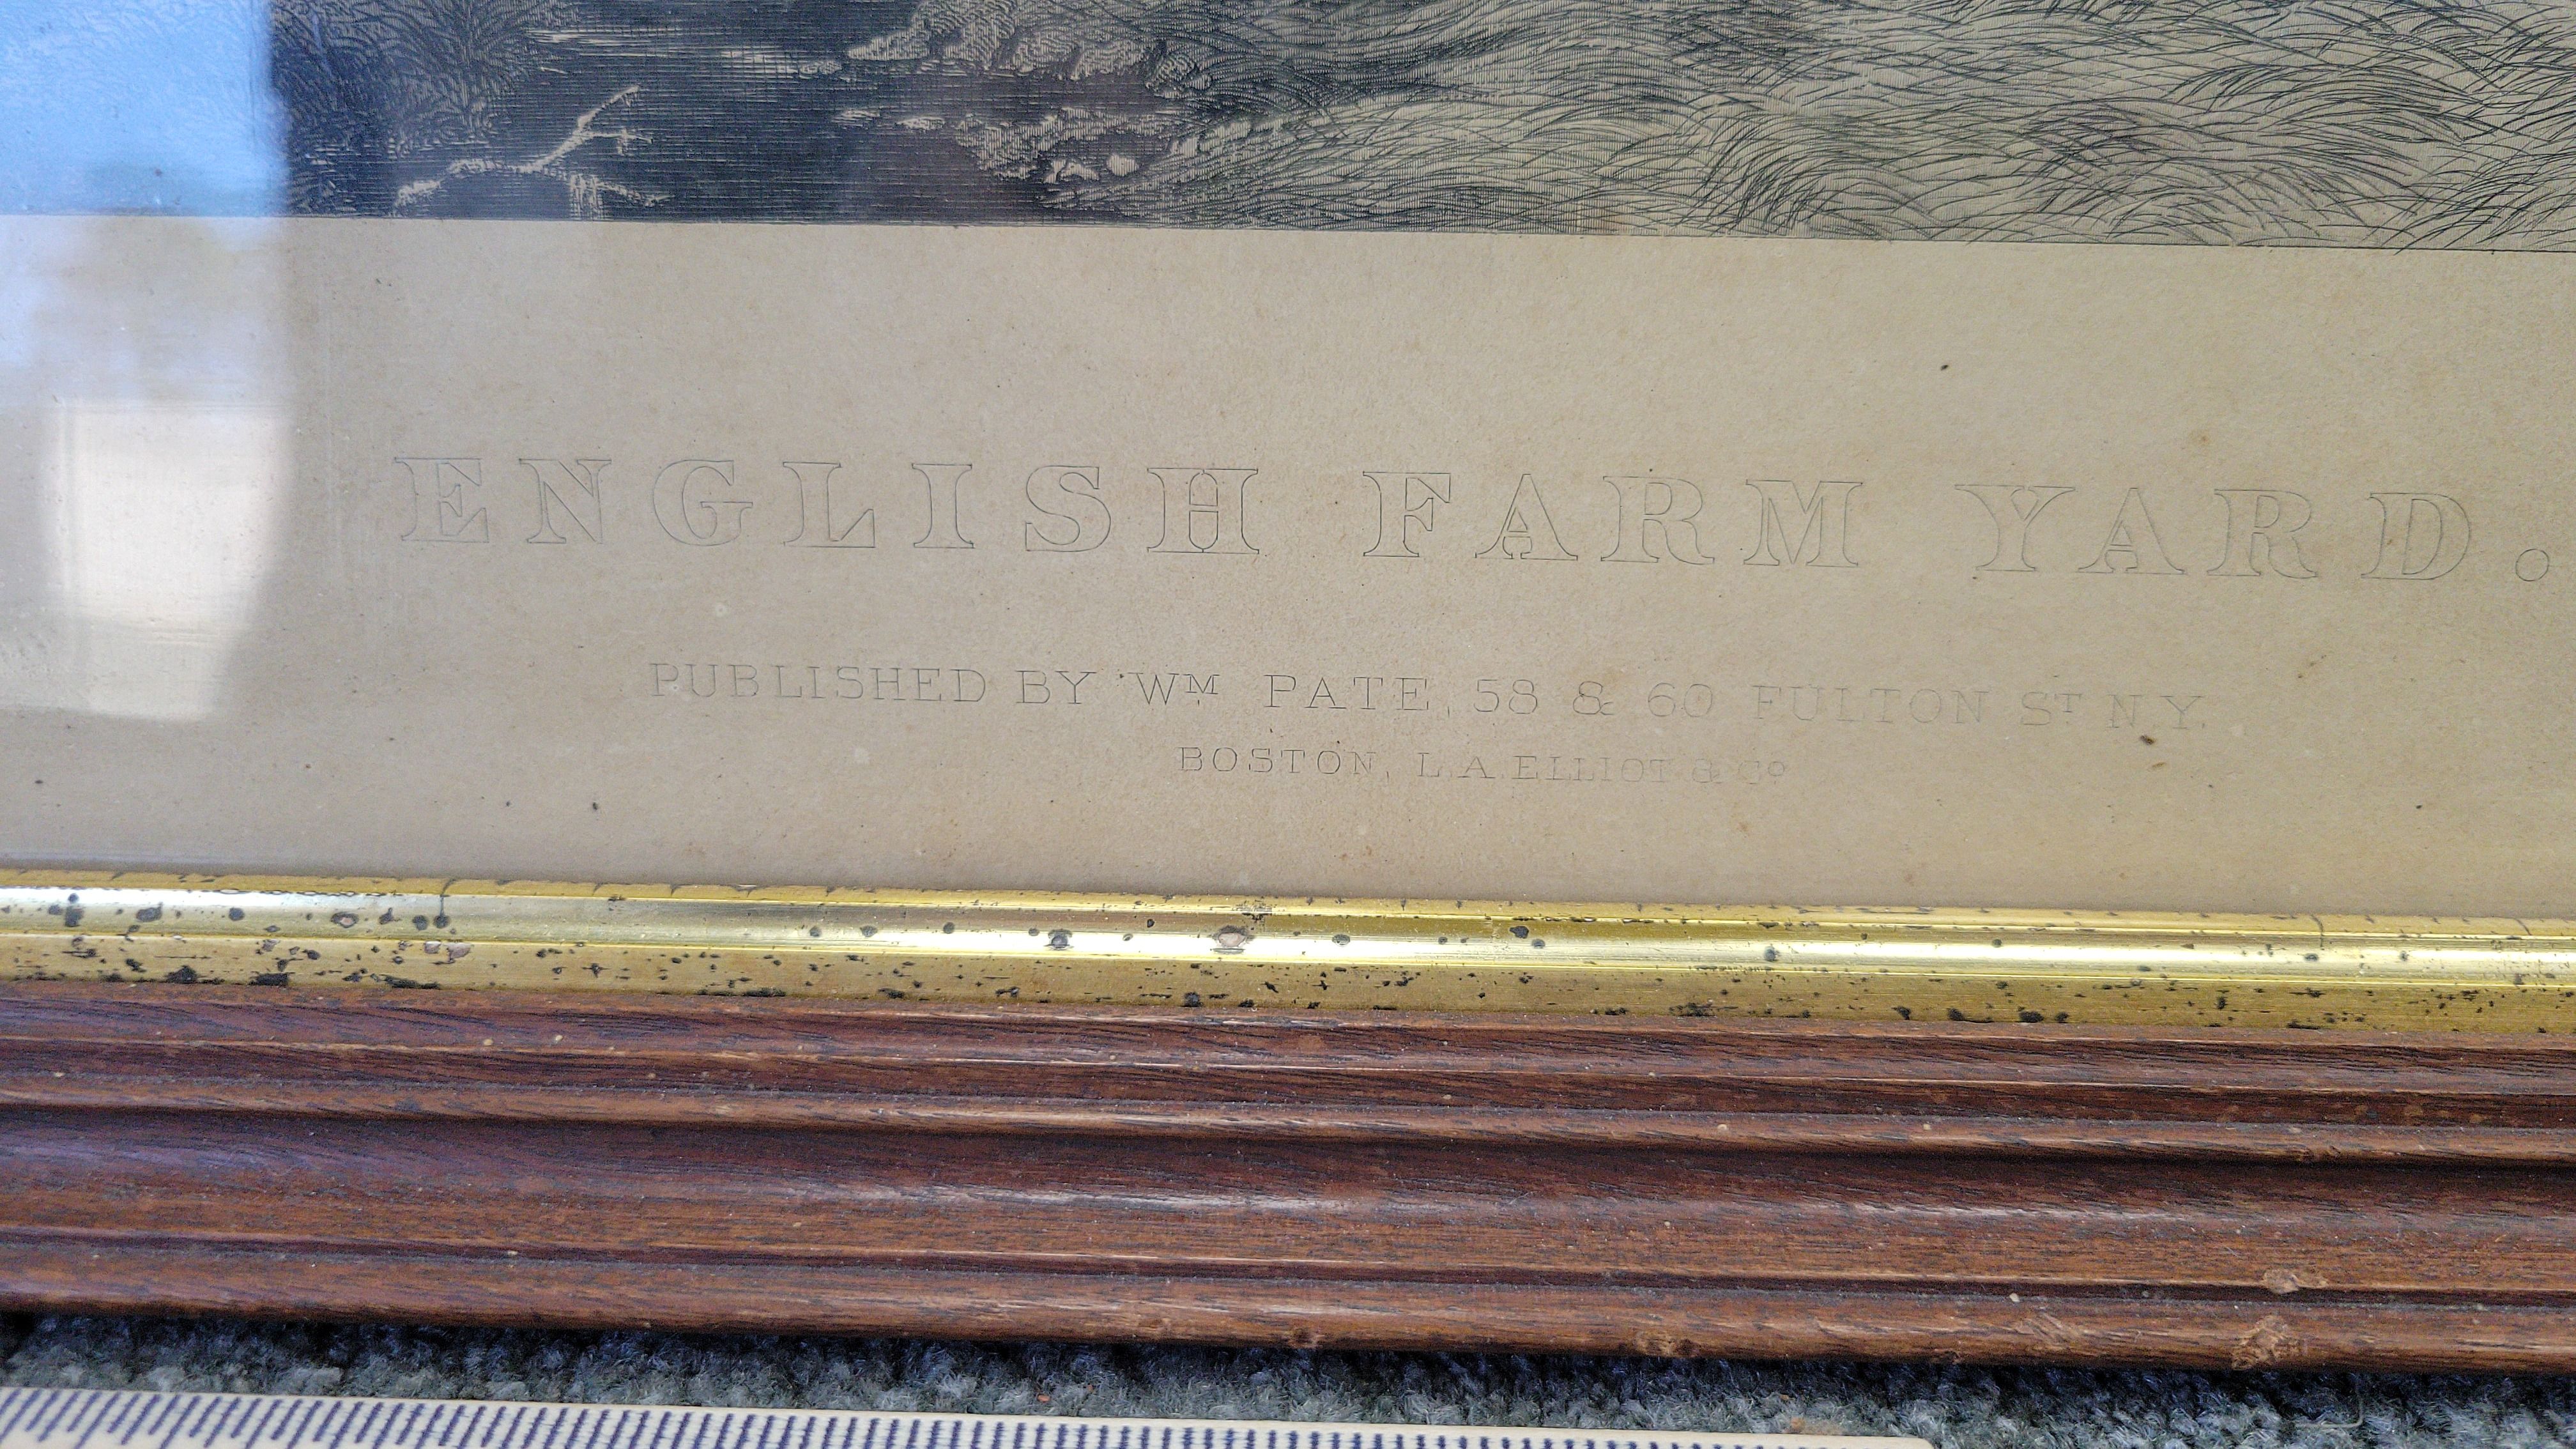 ENGLISH FARM YARD.
PUBLISHED BY WM PATE, 58 & 60 FULTON ST N.Y.
BOSTON, L.A.ELLIOT & CO